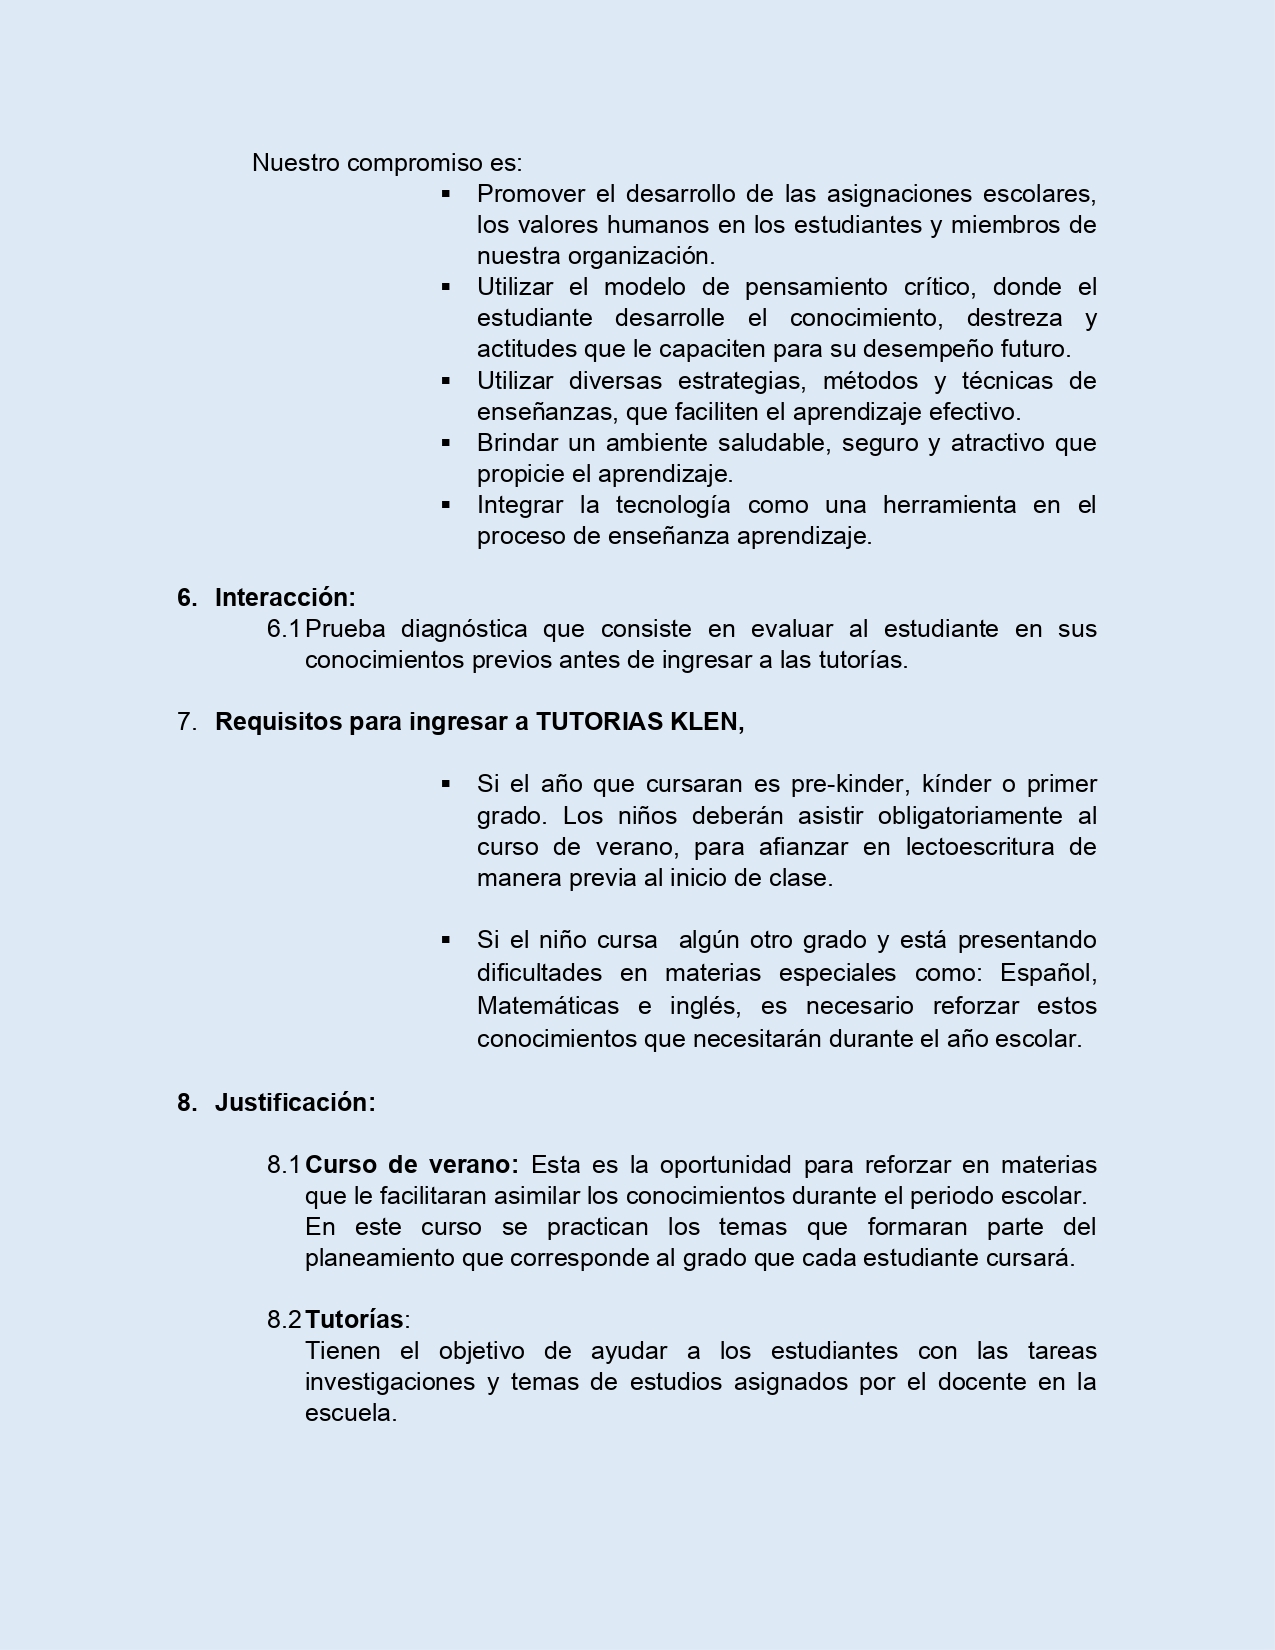 Nuestro compromiso es:
▪ Promover el desarrollo de las asignaciones escolares,
los valores humanos en los estudiantes y miembros de
nuestra organización.
▪ Utilizar el modelo de pensamiento crítico, donde el
estudiante desarrolle el conocimiento, destreza y
actitudes que le capaciten para su desempeño futuro.
▪ Utilizar diversas estrategias, métodos y técnicas de
enseñanzas, que faciliten el aprendizaje efectivo.
▪ Brindar un ambiente saludable, seguro y atractivo que
propicie el aprendizaje.
▪ Integrar la tecnología como una herramienta en el
proceso de enseñanza aprendizaje.
6. Interacción:
6.1 Prueba diagnóstica que consiste en evaluar al estudiante en sus
conocimientos previos antes de ingresar a las tutorías.
7. Requisitos para ingresar a TUTORIAS KLEN,
▪ Si el año que cursaran es pre-kinder, kínder o primer
grado. Los niños deberán asistir obligatoriamente al
curso de verano, para afianzar en lectoescritura de
manera previa al inicio de clase.
▪ Si el niño cursa algún otro grado y está presentando
dificultades en materias especiales como: Español,
Matemáticas e inglés, es necesario reforzar estos
conocimientos que necesitarán durante el año escolar.
8. Justificación:
8.1 Curso de verano: Esta es la oportunidad para reforzar en materias
que le facilitaran asimilar los conocimientos durante el periodo escolar.
En este curso se practican los temas que formaran parte del
planeamiento que corresponde al grado que cada estudiante cursará.
8.2 Tutorías:
Tienen el objetivo de ayudar a los estudiantes con las tareas
investigaciones y temas de estudios asignados por el docente en la
escuela.